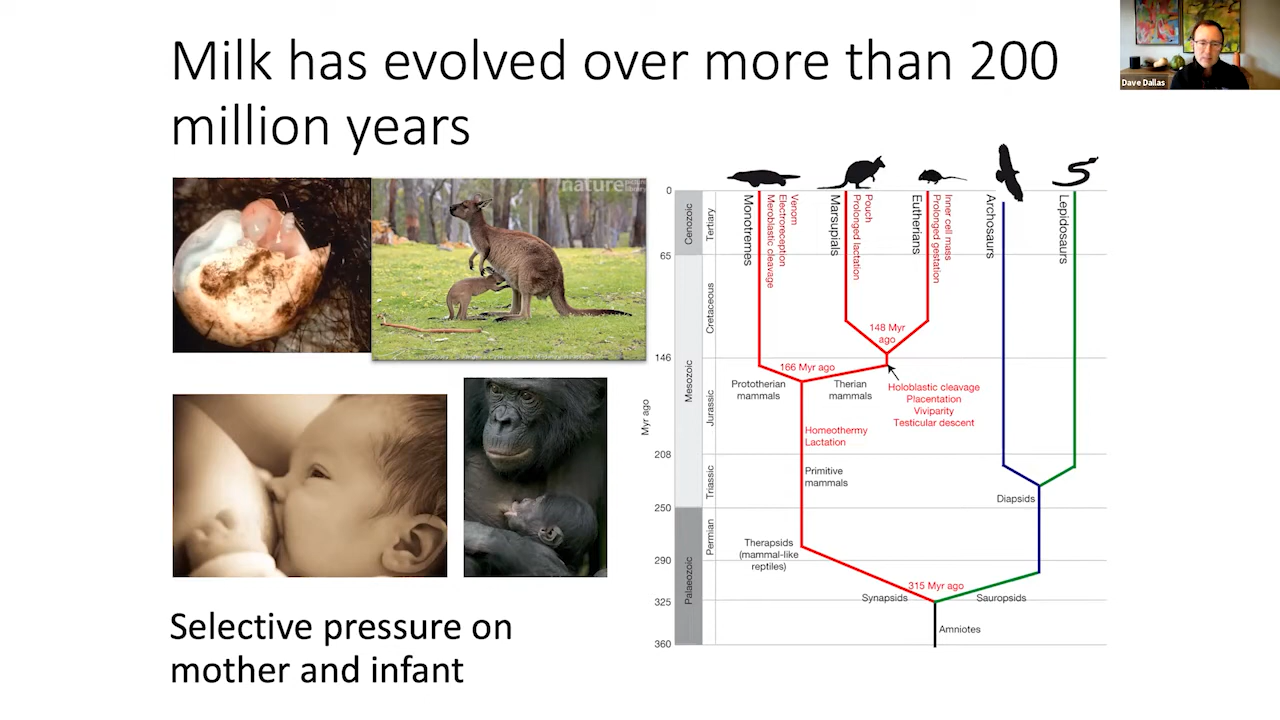 Milk has evolved over more than 200
million years
Dave Dallas
nature
Selective pressure on
mother and infant
Myr ago
0
65
146
208
250
290
325
360
Cenozoic
Mesozoic
Palaeozoic
Tertiary
Cretaceous
Jurassic
Triassic
Permian
Monotremes
Meroblastic cleavage
Electroreception
Venom
Marsupials
Prolonged lactation
Pouch
Eutherians
Prolonged gestation
Inner cell mass
Archosaurs
Lepidosaurs
148 Myr
ago
166 Myr ago
Prototherian
mammals
Therian
mammals
Holoblastic cleavage
Placentation
Viviparity
Testicular descent
Homeothermy
Lactation
Primitive
mammals
Diapsids
Therapsids
(mammal-like
reptiles)
315 Myr ago
Synapsids
Sauropsids
Amniotes